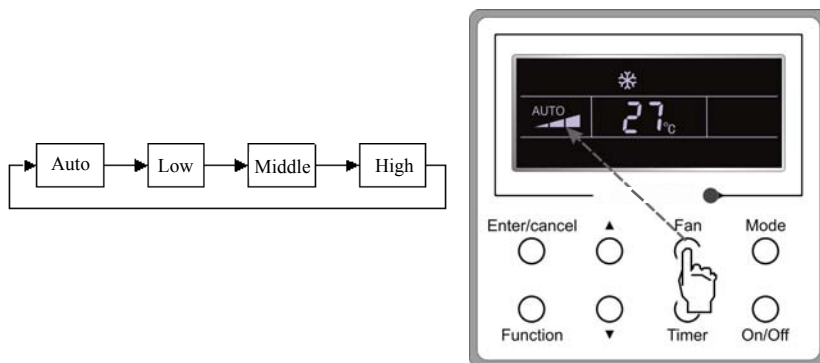 Auto Low Middle High
AUTO
27°C
Enter/cancel ▲ Fan Mode
Function ▼ Timer On/Off